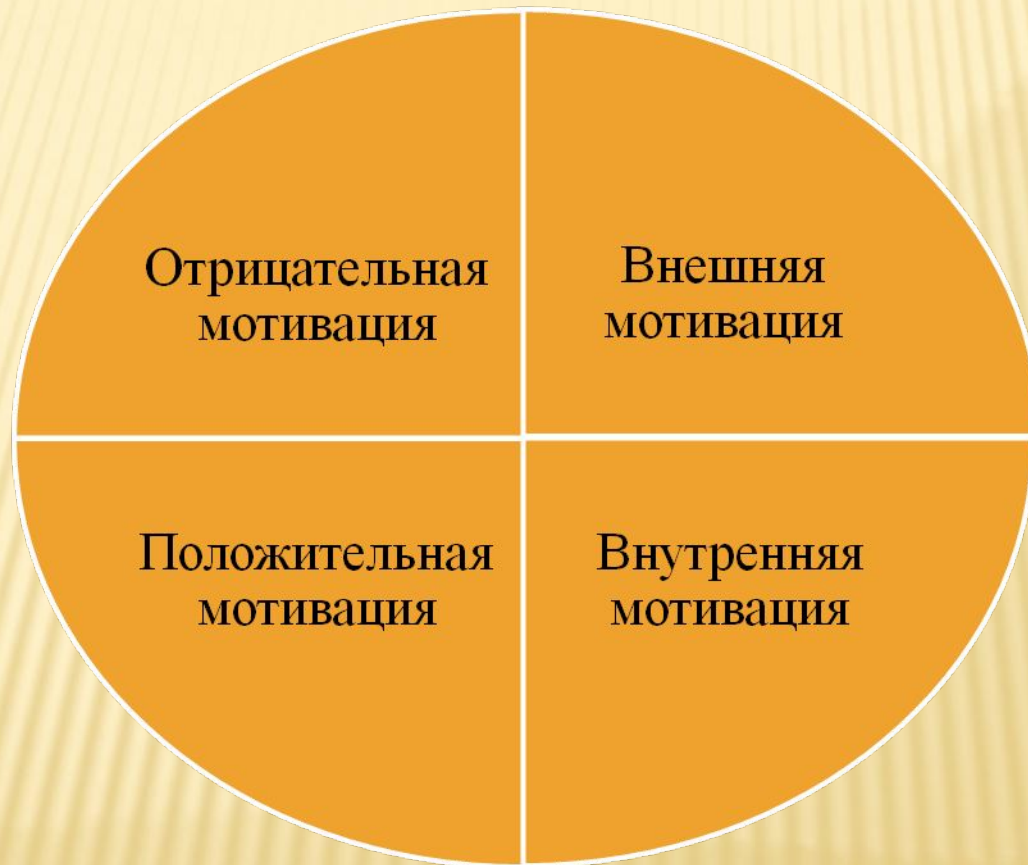 Отрицательная
мотивация
Внешняя
мотивация
Положительная
мотивация
Внутренняя
мотивация